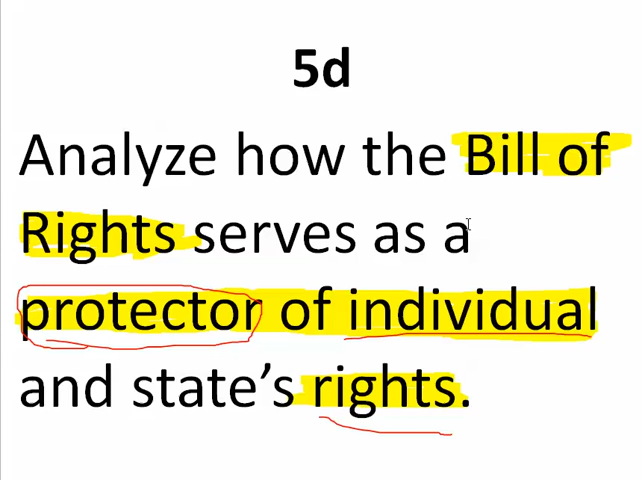 5d
Analyze how the Bill of
Rights serves as a
protector of individual
and state’s rights.